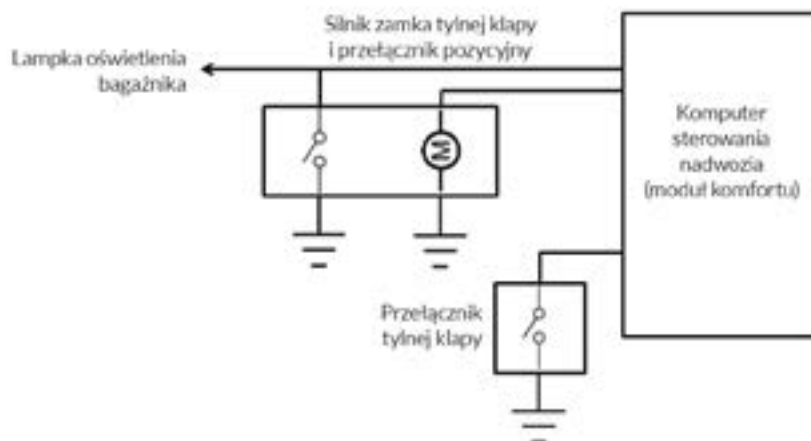 Silnik zamka tylnej klapy
i przełącznik pozycyjny
Lampka oświetlenia
bagażnika
M
Komputer
sterowania
nadwozia
(moduł komfortu)
Przełącznik
tylnej klapy